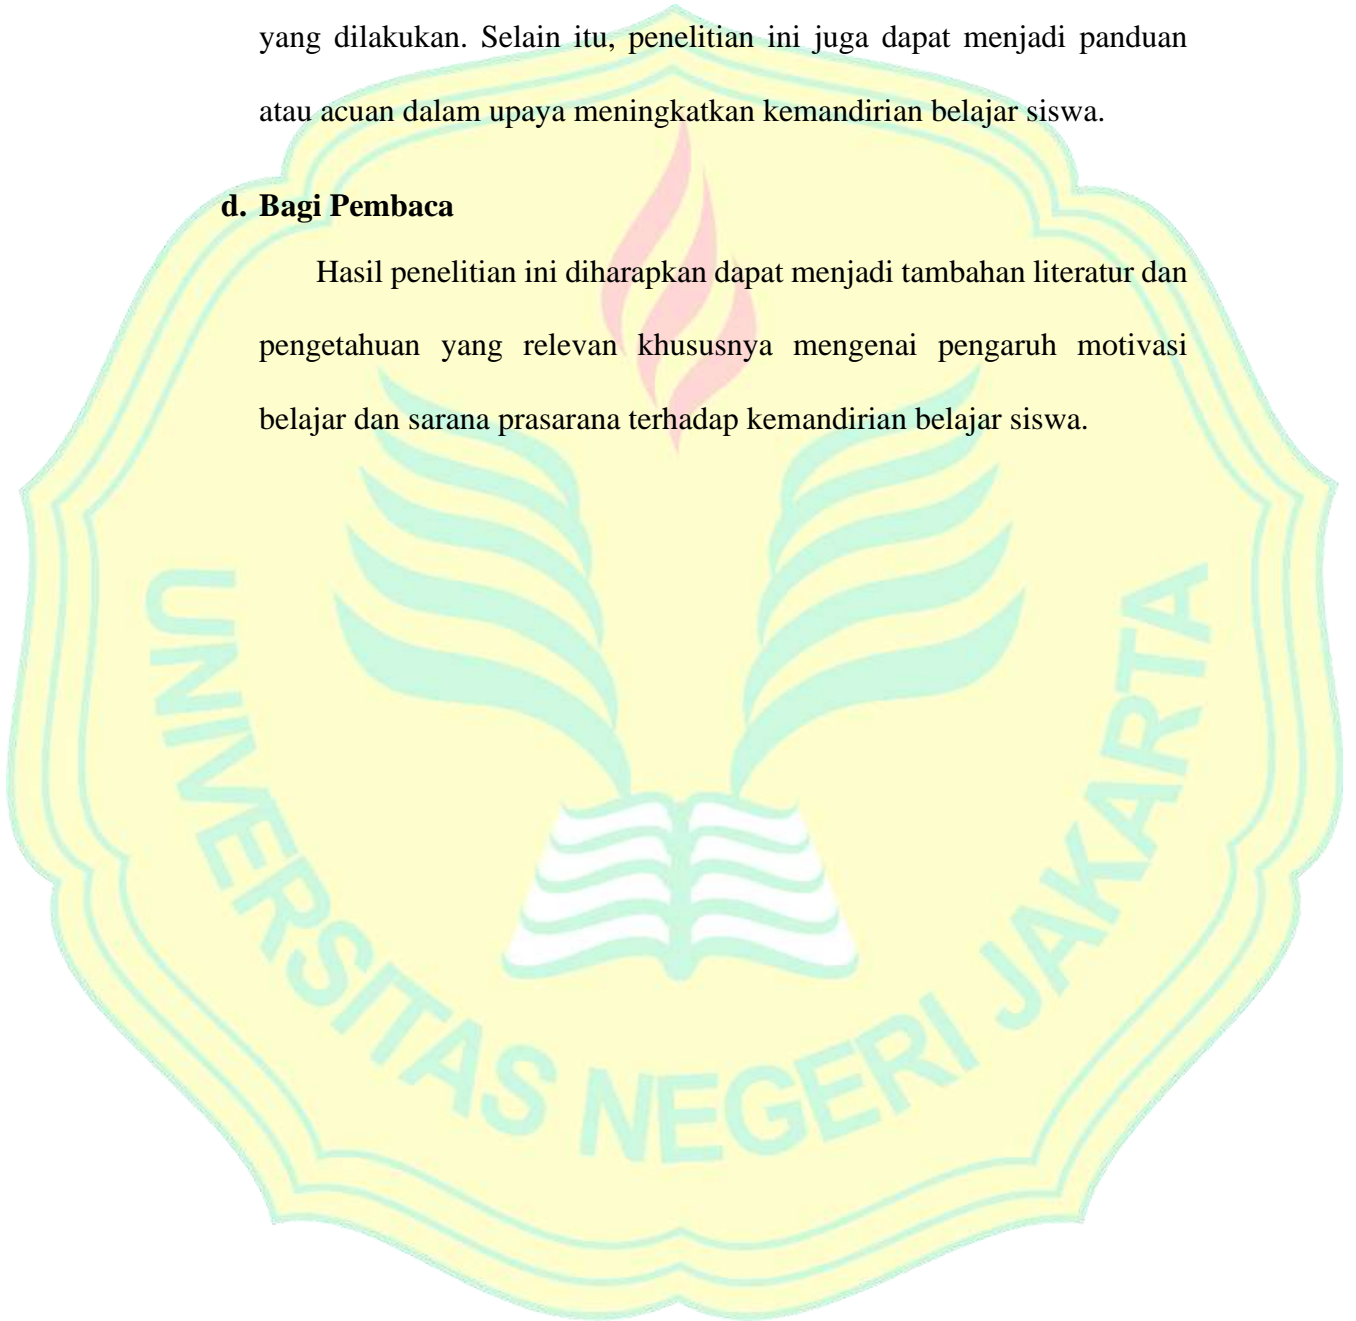 yang dilakukan. Selain itu, penelitian ini juga dapat menjadi panduan
atau acuan dalam upaya meningkatkan kemandirian belajar siswa.
d. Bagi Pembaca
Hasil penelitian ini diharapkan dapat menjadi tambahan literatur dan
pengetahuan yang relevan khususnya mengenai pengaruh motivasi
belajar dan sarana prasarana terhadap kemandirian belajar siswa.
UNIVERSITAS NEGERI JAKARTA